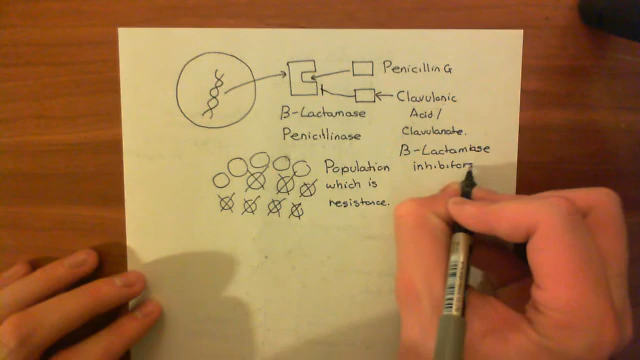 Penicillin G
Clavulonic
Acid/
Clavulanate.
β-Lactamase
Penicillinase
β-Lactamase
inhibitors
Population
which is
resistance.